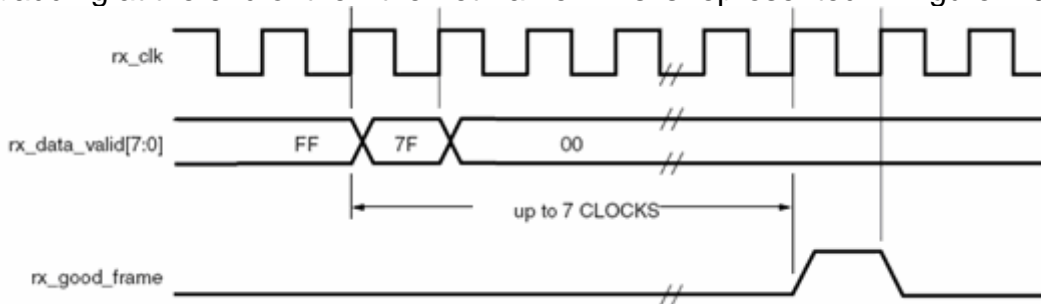 rx_clk
rx_data_valid[7:0]
FF
7F
00
up to 7 CLOCKS
rx_good_frame